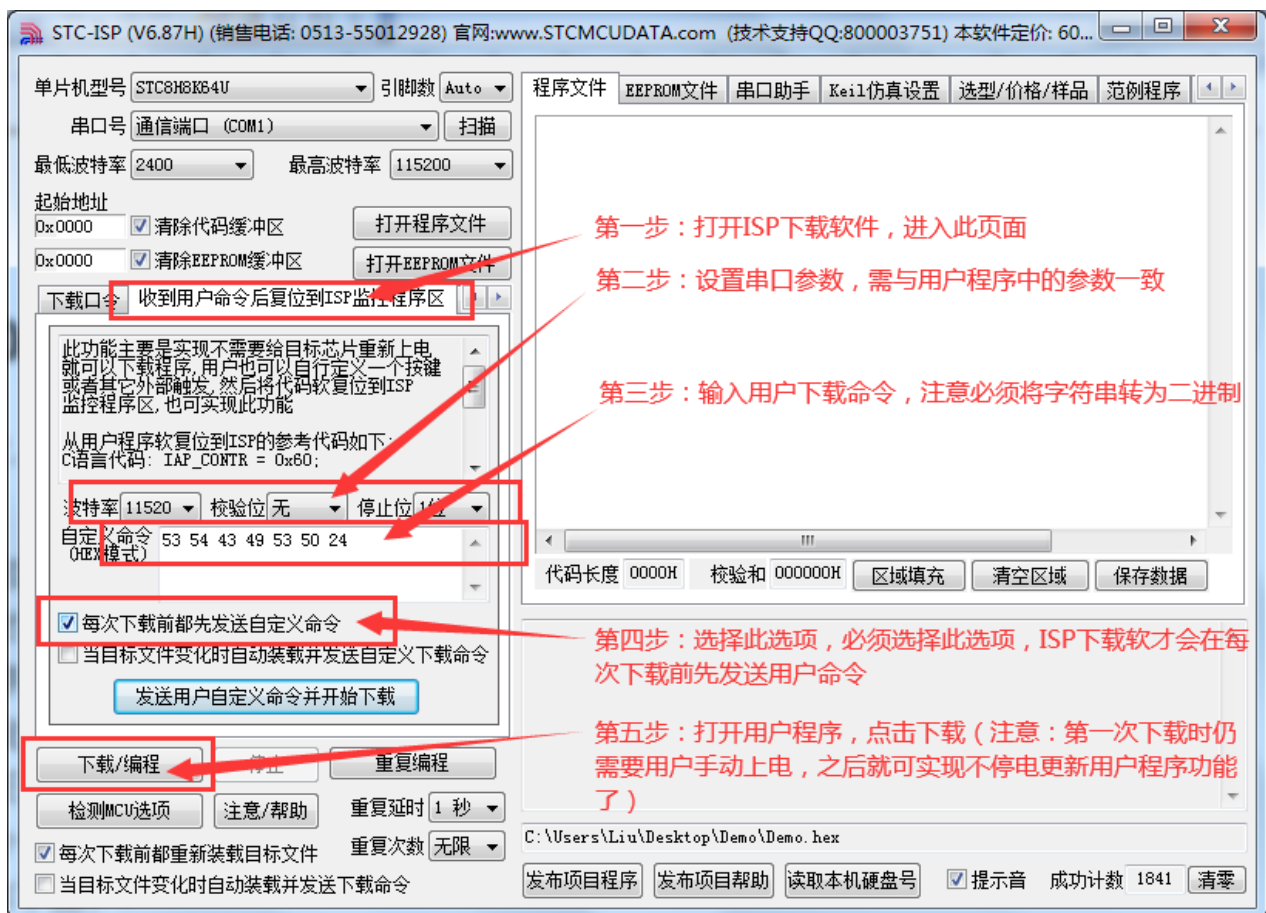 STC-ISP (V6.87H) (销售电话: 0513-55012928) 官网:www.STCMCUDATA.com (技术支持QQ:800003751) 本软件定价: 60...
单片机型号 STC8H8K64U 引脚数 Auto
串口号 通信端口 (COM1) 扫描
最低波特率 2400 最高波特率 115200
起始地址
0x0000 清除代码缓冲区 打开程序文件
0x0000 清除EEPROM缓冲区 打开EEPROM文件
下载口令 收到用户命令后复位到ISP监控程序区
此功能主要是实现不需要给目标芯片重新上电,
就可以下载程序,用户也可以自行定义一个按键
或者其它外部触发,然后将代码软复位到ISP
监控程序区,也可实现此功能
从用户程序软复位到ISP的参考代码如下:
C语言代码: IAP_CONTR = 0x60;
波特率 11520 校验位 无 停止位 1位
自定义命令
(HEX模式)
53 54 43 49 53 50 24
每次下载前都先发送自定义命令
当目标文件变化时自动装载并发送自定义下载命令
发送用户自定义命令并开始下载
下载/编程 停止 重复编程
检测MCU选项 注意/帮助 重复延时 1 秒
每次下载前都重新装载目标文件 重复次数 无限
当目标文件变化时自动装载并发送下载命令
程序文件 EEPROM文件 串口助手 Keil仿真设置 选型/价格/样品 范例程序
第一步：打开ISP下载软件，进入此页面
第二步：设置串口参数，需与用户程序中的参数一致
第三步：输入用户下载命令，注意必须将字符串转为二进制
代码长度 0000H 校验和 000000H 区域填充 清空区域 保存数据
第四步：选择此选项，必须选择此选项，ISP下载软才会在每
次下载前先发送用户命令
第五步：打开用户程序，点击下载（注意：第一次下载时仍
需要用户手动上电，之后就可实现不停电更新用户程序功能
了）
C:\Users\Liu\Desktop\Demo\Demo.hex
发布项目程序 发布项目帮助 读取本机硬盘号 提示音 成功计数 1841 清零